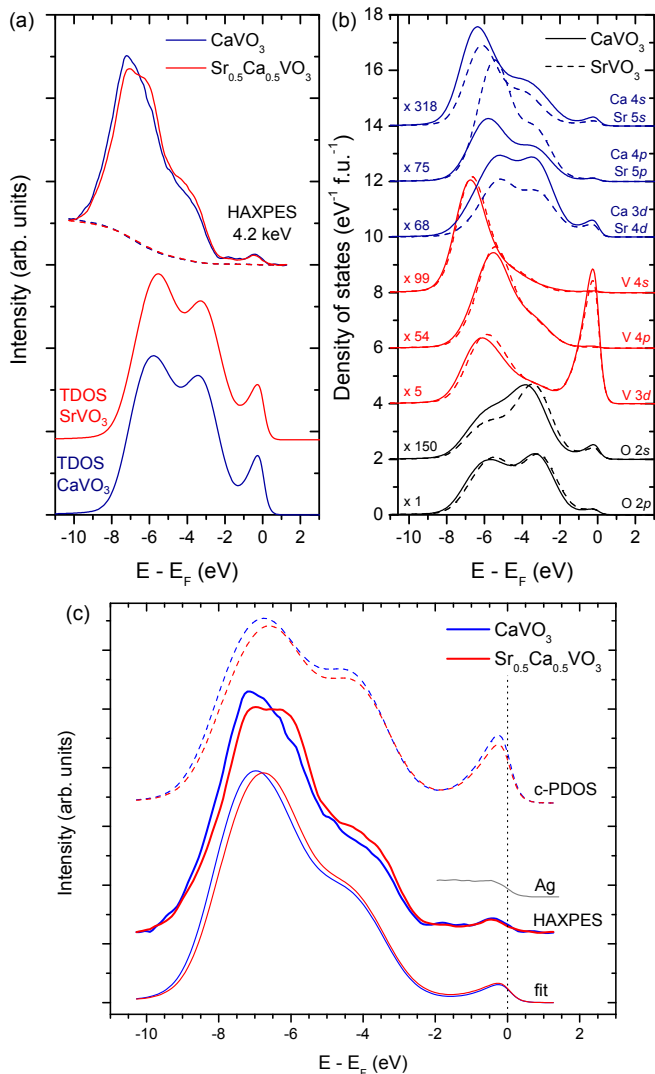 (a)
CaVO3
Sr0.5Ca0.5VO3
HAXPES
4.2 keV
TDOS
SrVO3
TDOS
CaVO3
Intensity (arb. units)
-10 -8 -6 -4 -2 0 2
E - EF (eV)
(b)
CaVO3
SrVO3
Density of states (eV-1 f.u.-1)
18
16
14
12
10
8
6
4
2
0
x 318
Ca 4s
Sr 5s
x 75
Ca 4p
Sr 5p
x 68
Ca 3d
Sr 4d
x 99
V 4s
x 54
V 4p
x 5
V 3d
x 150
O 2s
x 1
O 2p
-10 -8 -6 -4 -2 0 2
E - EF (eV)
(c)
CaVO3
Sr0.5Ca0.5VO3
c-PDOS
Ag
HAXPES
fit
Intensity (arb. units)
-10 -8 -6 -4 -2 0 2
E - EF (eV)